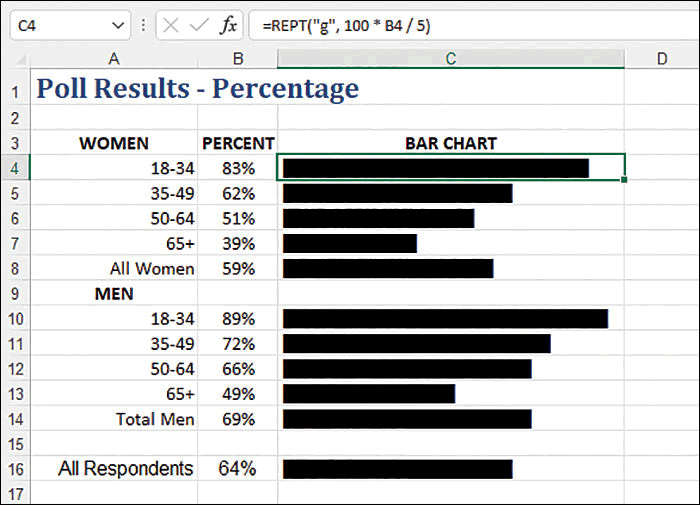 C4 fx =REPT("g", 100 * B4 / 5)
A B C D
1 Poll Results - Percentage
2
3 WOMEN PERCENT BAR CHART
4 18-34 83%
5 35-49 62%
6 50-64 51%
7 65+ 39%
8 All Women 59%
9 MEN
10 18-34 89%
11 35-49 72%
12 50-64 66%
13 65+ 49%
14 Total Men 69%
15
16 All Respondents 64%
17